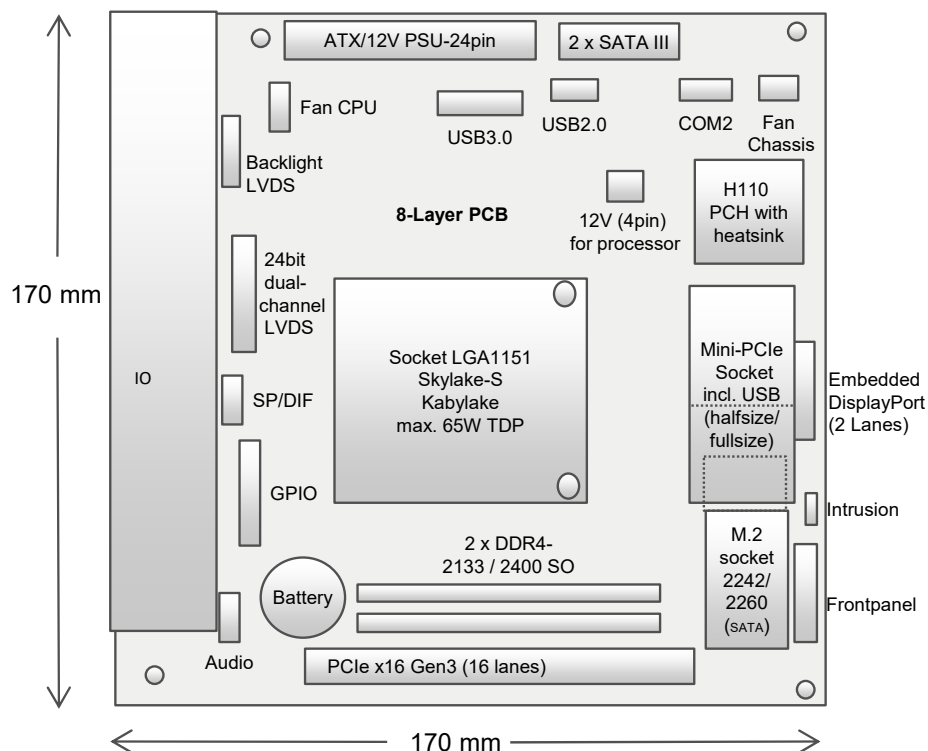 ATX/12V PSU-24pin
2 x SATA III
Fan CPU
USB3.0
USB2.0
COM2
Fan
Chassis
Backlight
LVDS
8-Layer PCB
12V (4pin)
for processor
H110
PCH with
heatsink
170 mm
24bit
dual-
channel
LVDS
IO
Socket LGA1151
Skylake-S
Kabylake
max. 65W TDP
Mini-PCIe
Socket
incl. USB
(halfsize/
fullsize)
Embedded
DisplayPort
(2 Lanes)
SP/DIF
GPIO
Intrusion
2 x DDR4-
2133 / 2400 SO
M.2
socket
2242/
2260
(SATA)
Battery
Frontpanel
Audio
PCIe x16 Gen3 (16 lanes)
170 mm